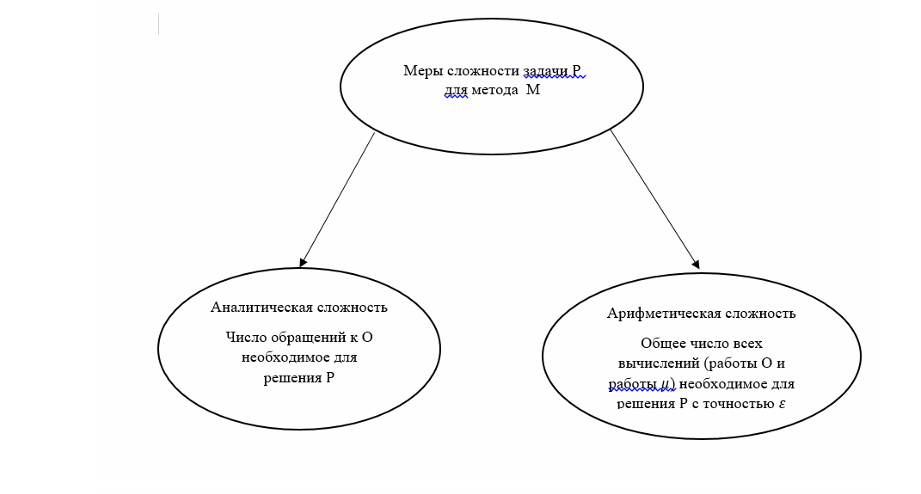 Меры сложности задачи P
для метода M
Аналитическая сложность
Число обращений к O
необходимое для
решения P
Арифметическая сложность
Общее число всех
вычислений (работы O и
работы μ) необходимое для
решения P с точностью ε